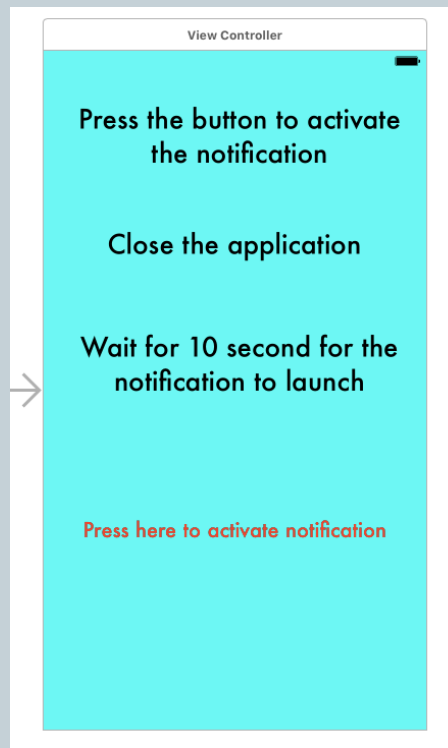 View Controller
Press the button to activate
the notification
Close the application
Wait for 10 second for the
notification to launch
Press here to activate notification